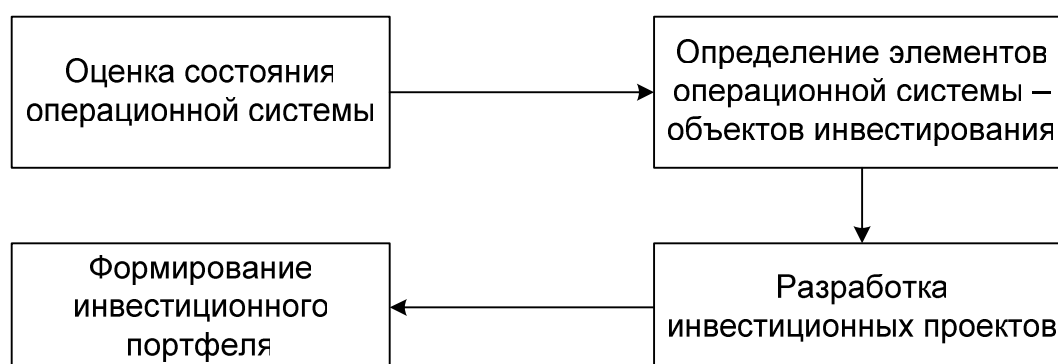 Оценка состояния
операционной системы
Определение элементов
операционной системы –
объектов инвестирования
Разработка
инвестиционных проектов
Формирование
инвестиционного
портфеля